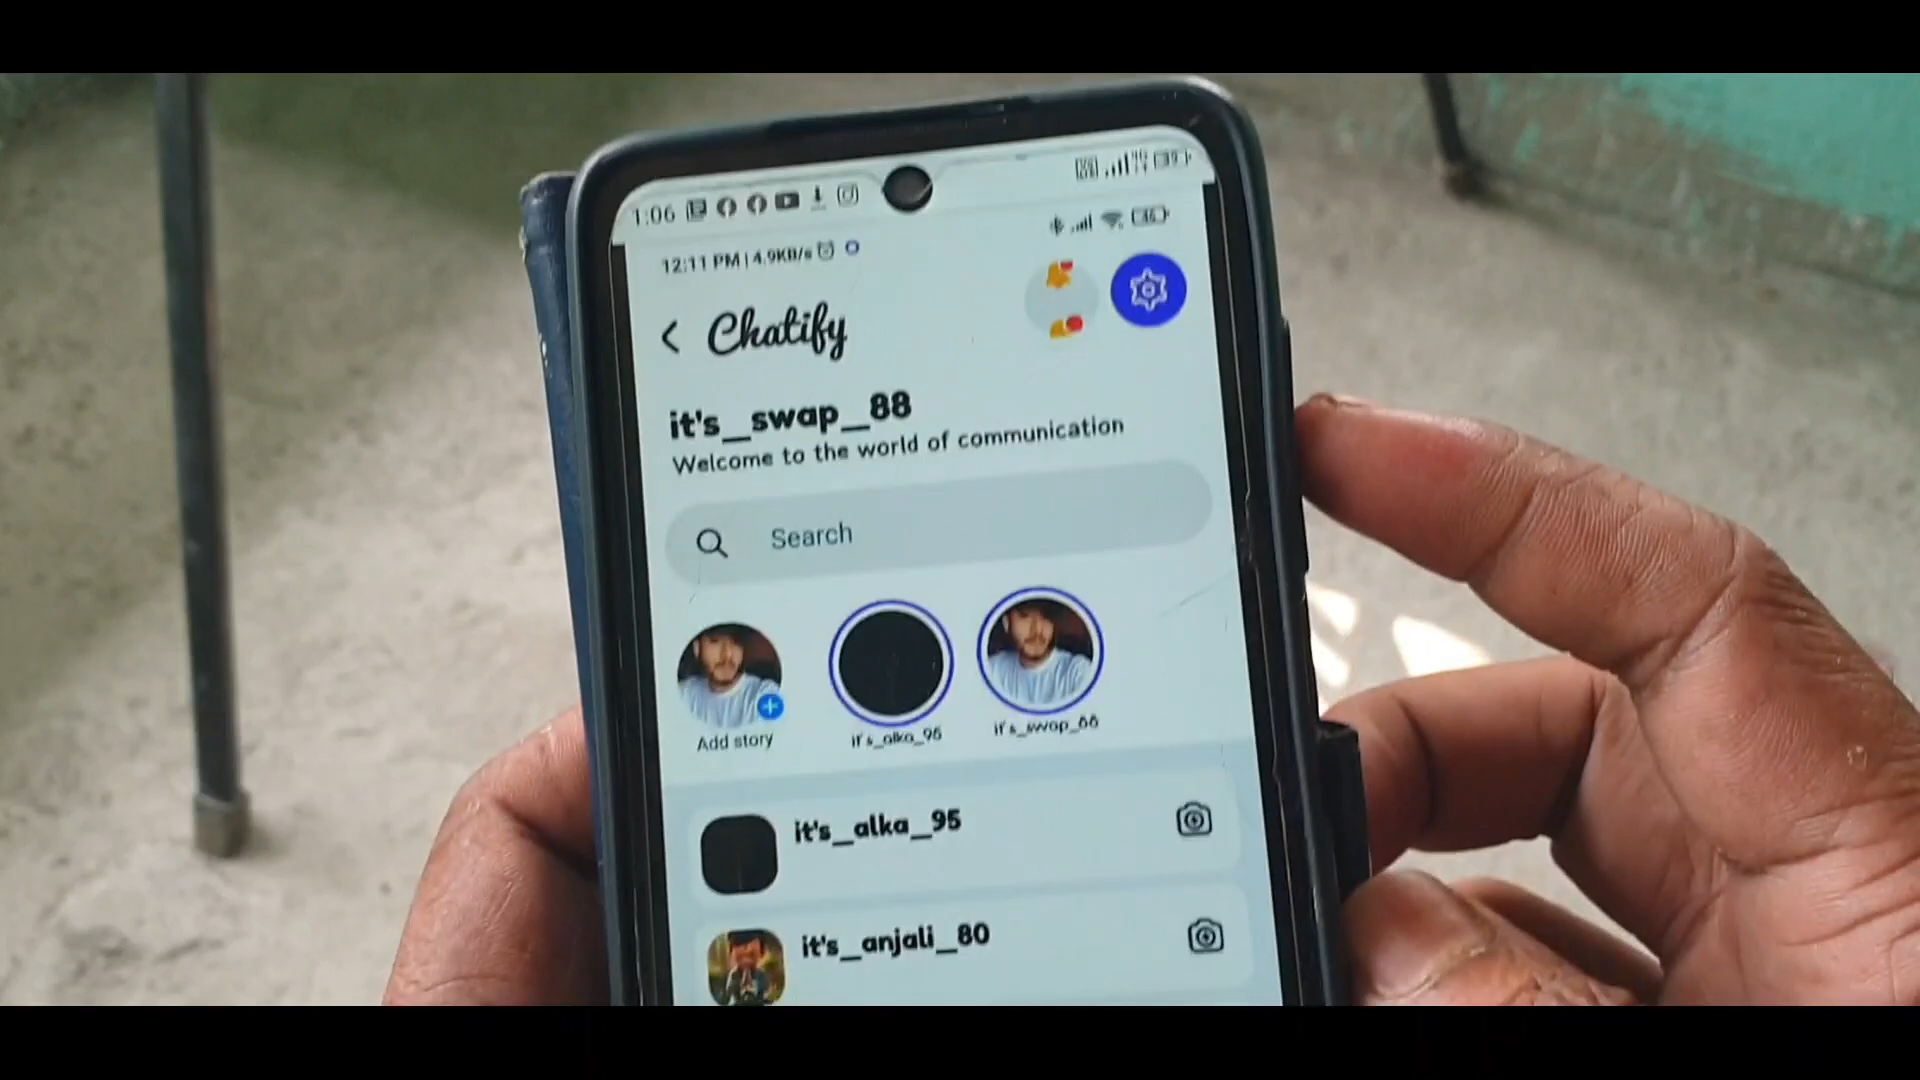 1:06
12:11 PM | 4.9KB/s
46
Chatify
it's_swap_88
Welcome to the world of communication
Search
Add story
it's_alka_95
it's_swap_88
it's_alka_95
it's_anjali_80